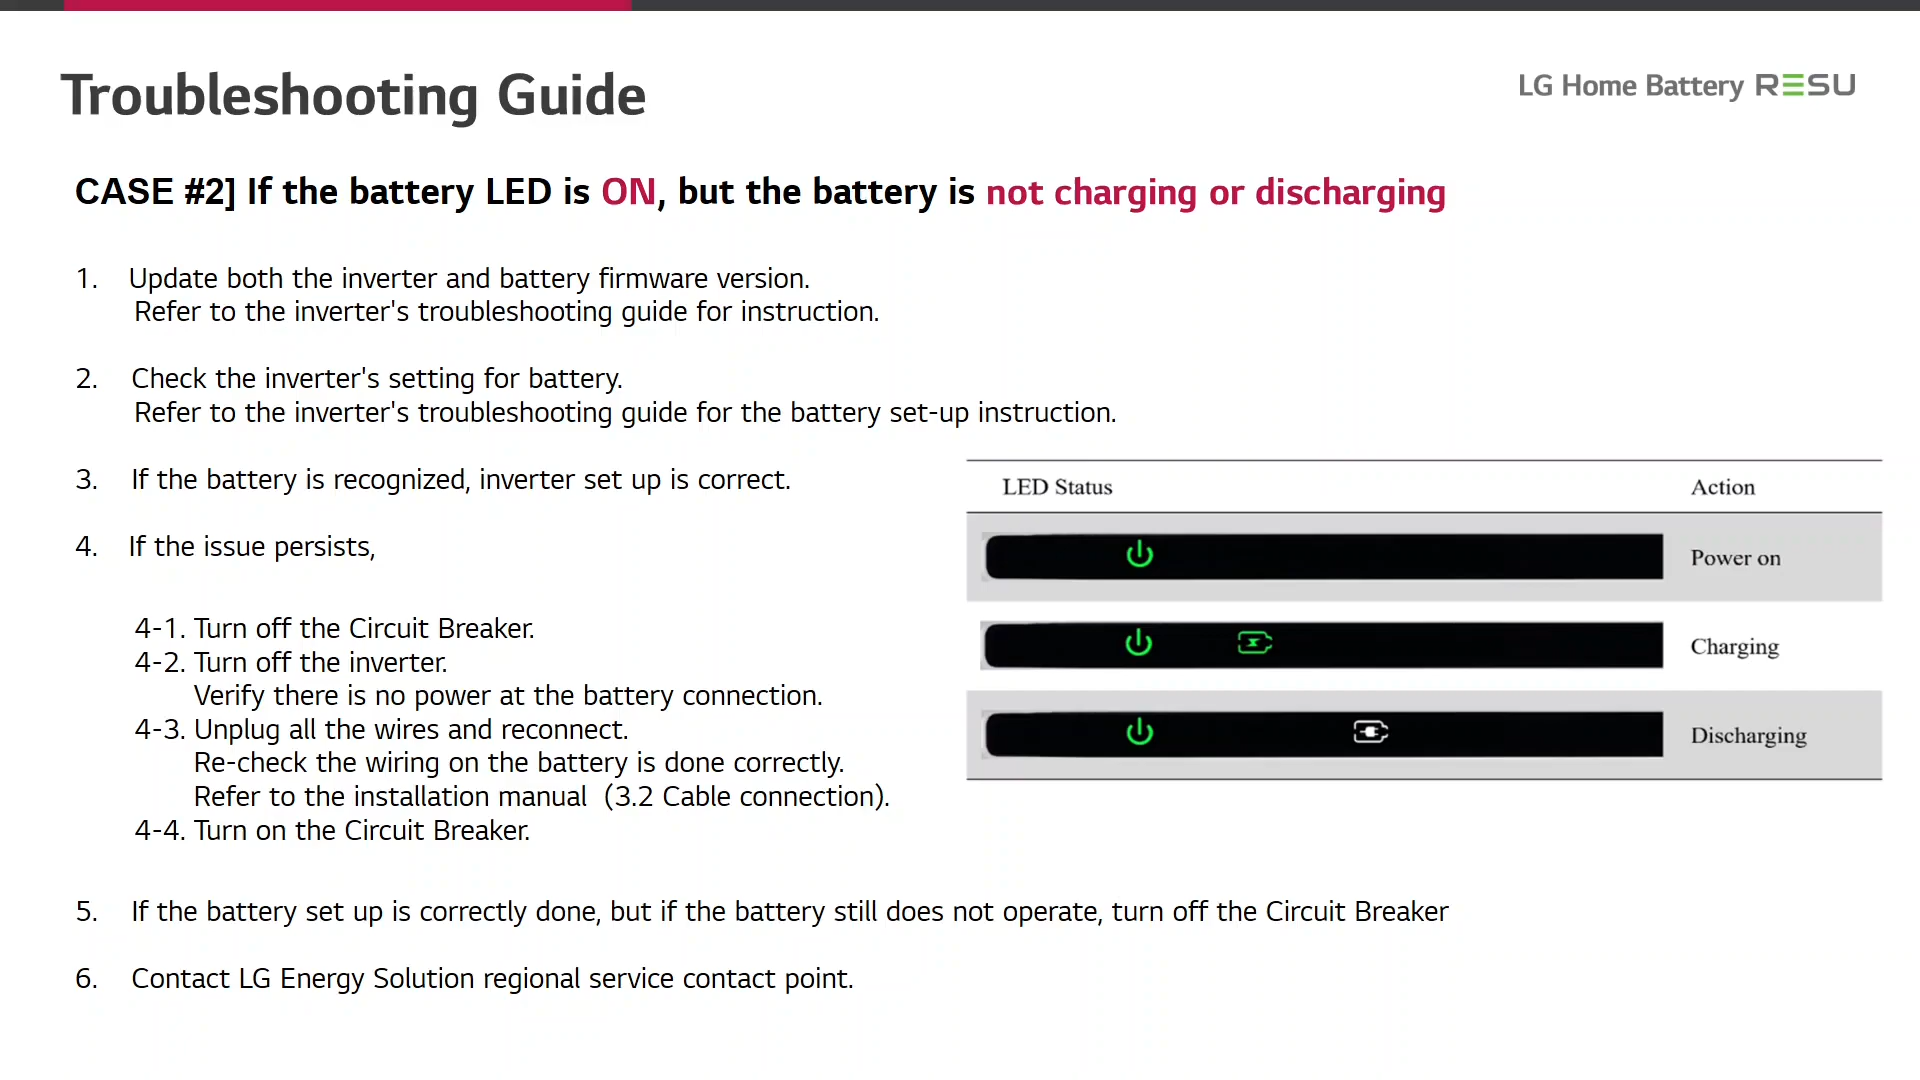 Troubleshooting Guide
LG Home Battery RESU
CASE #2] If the battery LED is ON, but the battery is not charging or discharging
1. Update both the inverter and battery firmware version.
Refer to the inverter's troubleshooting guide for instruction.
2. Check the inverter's setting for battery.
Refer to the inverter's troubleshooting guide for the battery set-up instruction.
3. If the battery is recognized, inverter set up is correct.
4. If the issue persists,
4-1. Turn off the Circuit Breaker.
4-2. Turn off the inverter.
Verify there is no power at the battery connection.
4-3. Unplug all the wires and reconnect.
Re-check the wiring on the battery is done correctly.
Refer to the installation manual (3.2 Cable connection).
4-4. Turn on the Circuit Breaker.
LED Status Action
Power on
Charging
Discharging
5. If the battery set up is correctly done, but if the battery still does not operate, turn off the Circuit Breaker
6. Contact LG Energy Solution regional service contact point.